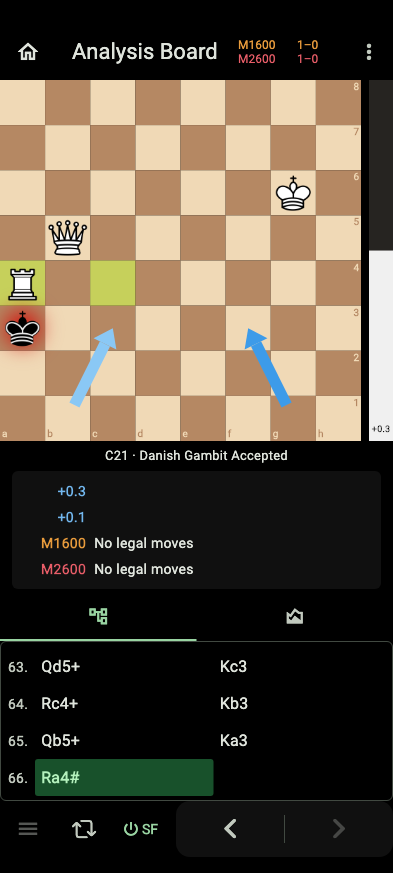 Analysis Board
M1600 1-0
M2600 1-0
8
7
6
5
4
3
2
1
a b c d e f g h
+0.3
C21 · Danish Gambit Accepted
+0.3
+0.1
M1600 No legal moves
M2600 No legal moves
63. Qd5+ Kc3
64. Rc4+ Kb3
65. Qb5+ Ka3
66. Ra4#
SF